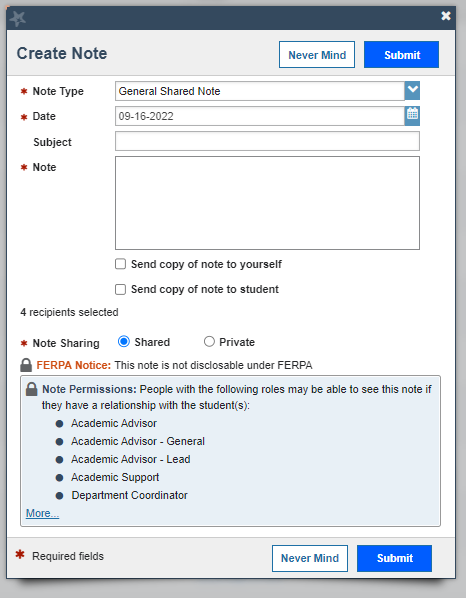 Create Note
Never Mind
Submit
Note Type
General Shared Note
Date
09-16-2022
Subject
Note
Send copy of note to yourself
Send copy of note to student
4 recipients selected
Note Sharing
Shared
Private
FERPA Notice: This note is not disclosable under FERPA
Note Permissions: People with the following roles may be able to see this note if
they have a relationship with the student(s):
Academic Advisor
Academic Advisor - General
Academic Advisor - Lead
Academic Support
Department Coordinator
More...
Required fields
Never Mind
Submit